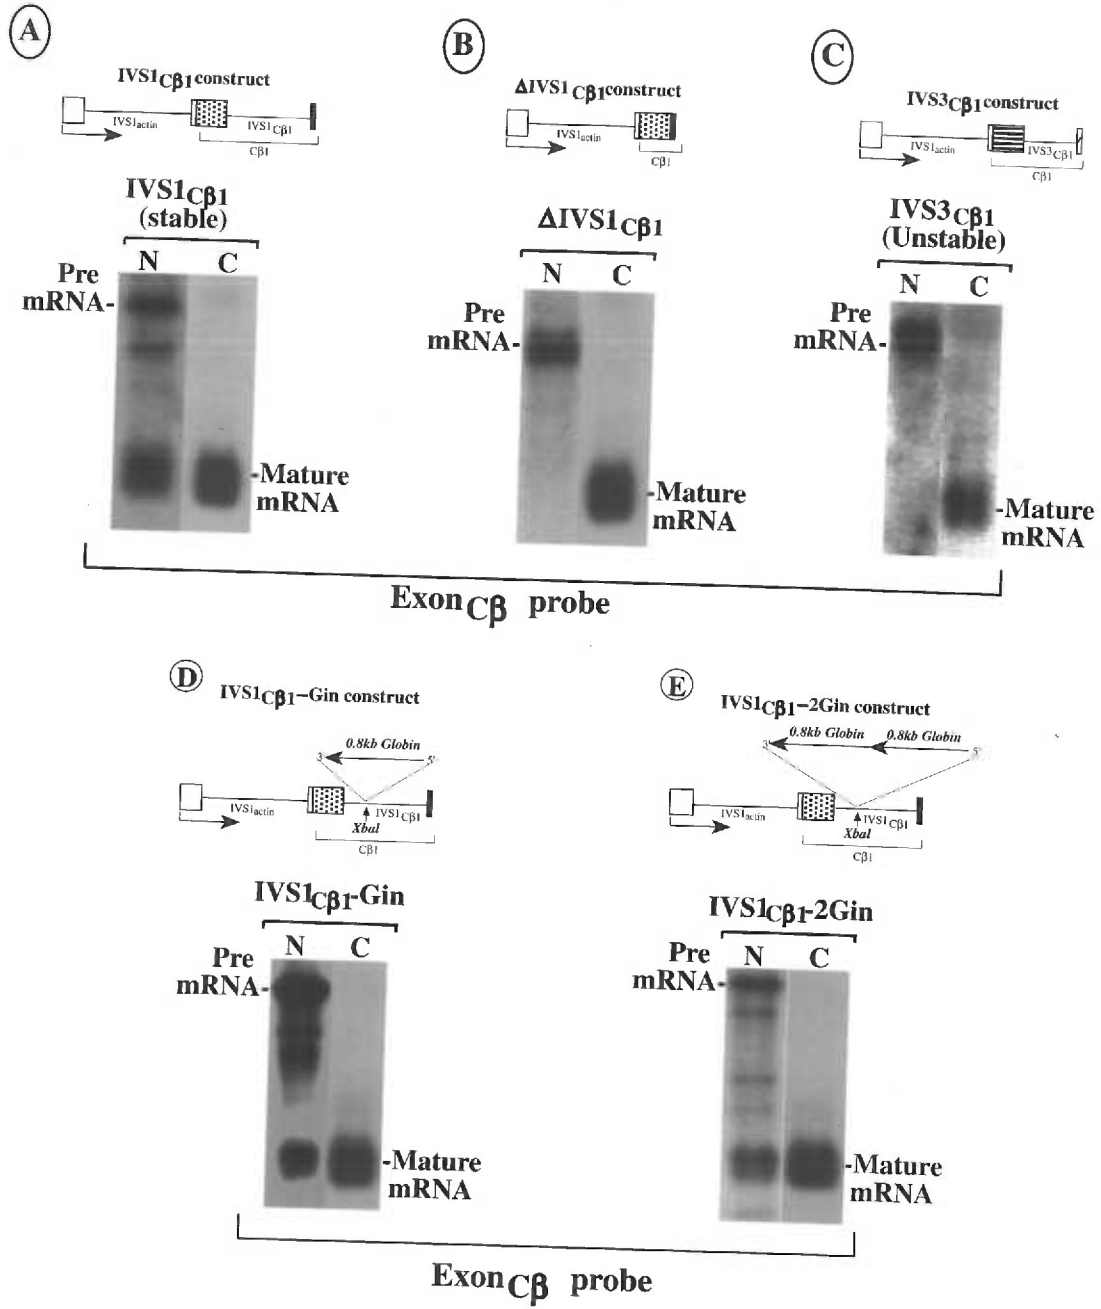 A
IVS1Cβ1construct
IVS1actin
IVS1Cβ1
Cβ1
IVS1Cβ1
(stable)
N C
Pre
mRNA-
-Mature
mRNA
B
ΔIVS1Cβ1construct
IVS1actin
Cβ1
ΔIVS1Cβ1
N C
Pre
mRNA-
-Mature
mRNA
C
IVS3Cβ1construct
IVS1actin
IVS3Cβ1
Cβ1
IVS3Cβ1
(Unstable)
N C
Pre
mRNA-
-Mature
mRNA
ExonCβ probe
D
IVS1Cβ1-Gin construct
0.8kb Globin
3' 5'
IVS1actin
IVS1Cβ1
XbaI
Cβ1
IVS1Cβ1-Gin
N C
Pre
mRNA-
-Mature
mRNA
E
IVS1Cβ1-2Gin construct
0.8kb Globin 0.8kb Globin
3' 5'
IVS1actin
IVS1Cβ1
XbaI
Cβ1
IVS1Cβ1-2Gin
N C
Pre
mRNA-
-Mature
mRNA
ExonCβ probe